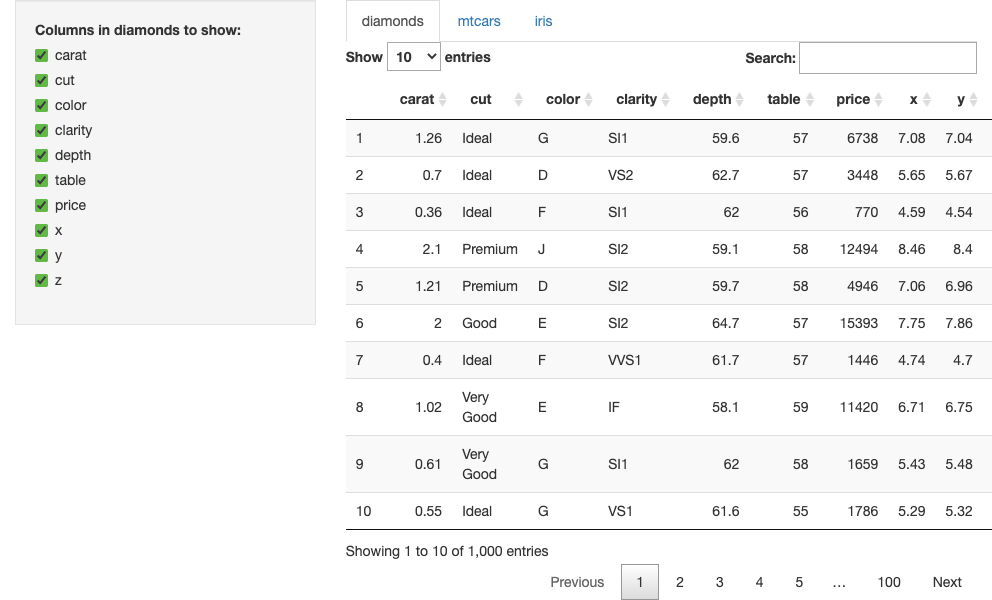 Columns in diamonds to show:
carat
cut
color
clarity
depth
table
price
x
y
z
diamonds mtcars iris
Show 10 entries Search:
carat cut color clarity depth table price x y
1 1.26 Ideal G SI1 59.6 57 6738 7.08 7.04
2 0.7 Ideal D VS2 62.7 57 3448 5.65 5.67
3 0.36 Ideal F SI1 62 56 770 4.59 4.54
4 2.1 Premium J SI2 59.1 58 12494 8.46 8.4
5 1.21 Premium D SI2 59.7 58 4946 7.06 6.96
6 2 Good E SI2 64.7 57 15393 7.75 7.86
7 0.4 Ideal F VVS1 61.7 57 1446 4.74 4.7
8 1.02 Very Good E IF 58.1 59 11420 6.71 6.75
9 0.61 Very Good G SI1 62 58 1659 5.43 5.48
10 0.55 Ideal G VS1 61.6 55 1786 5.29 5.32
Showing 1 to 10 of 1,000 entries
Previous 1 2 3 4 5 … 100 Next